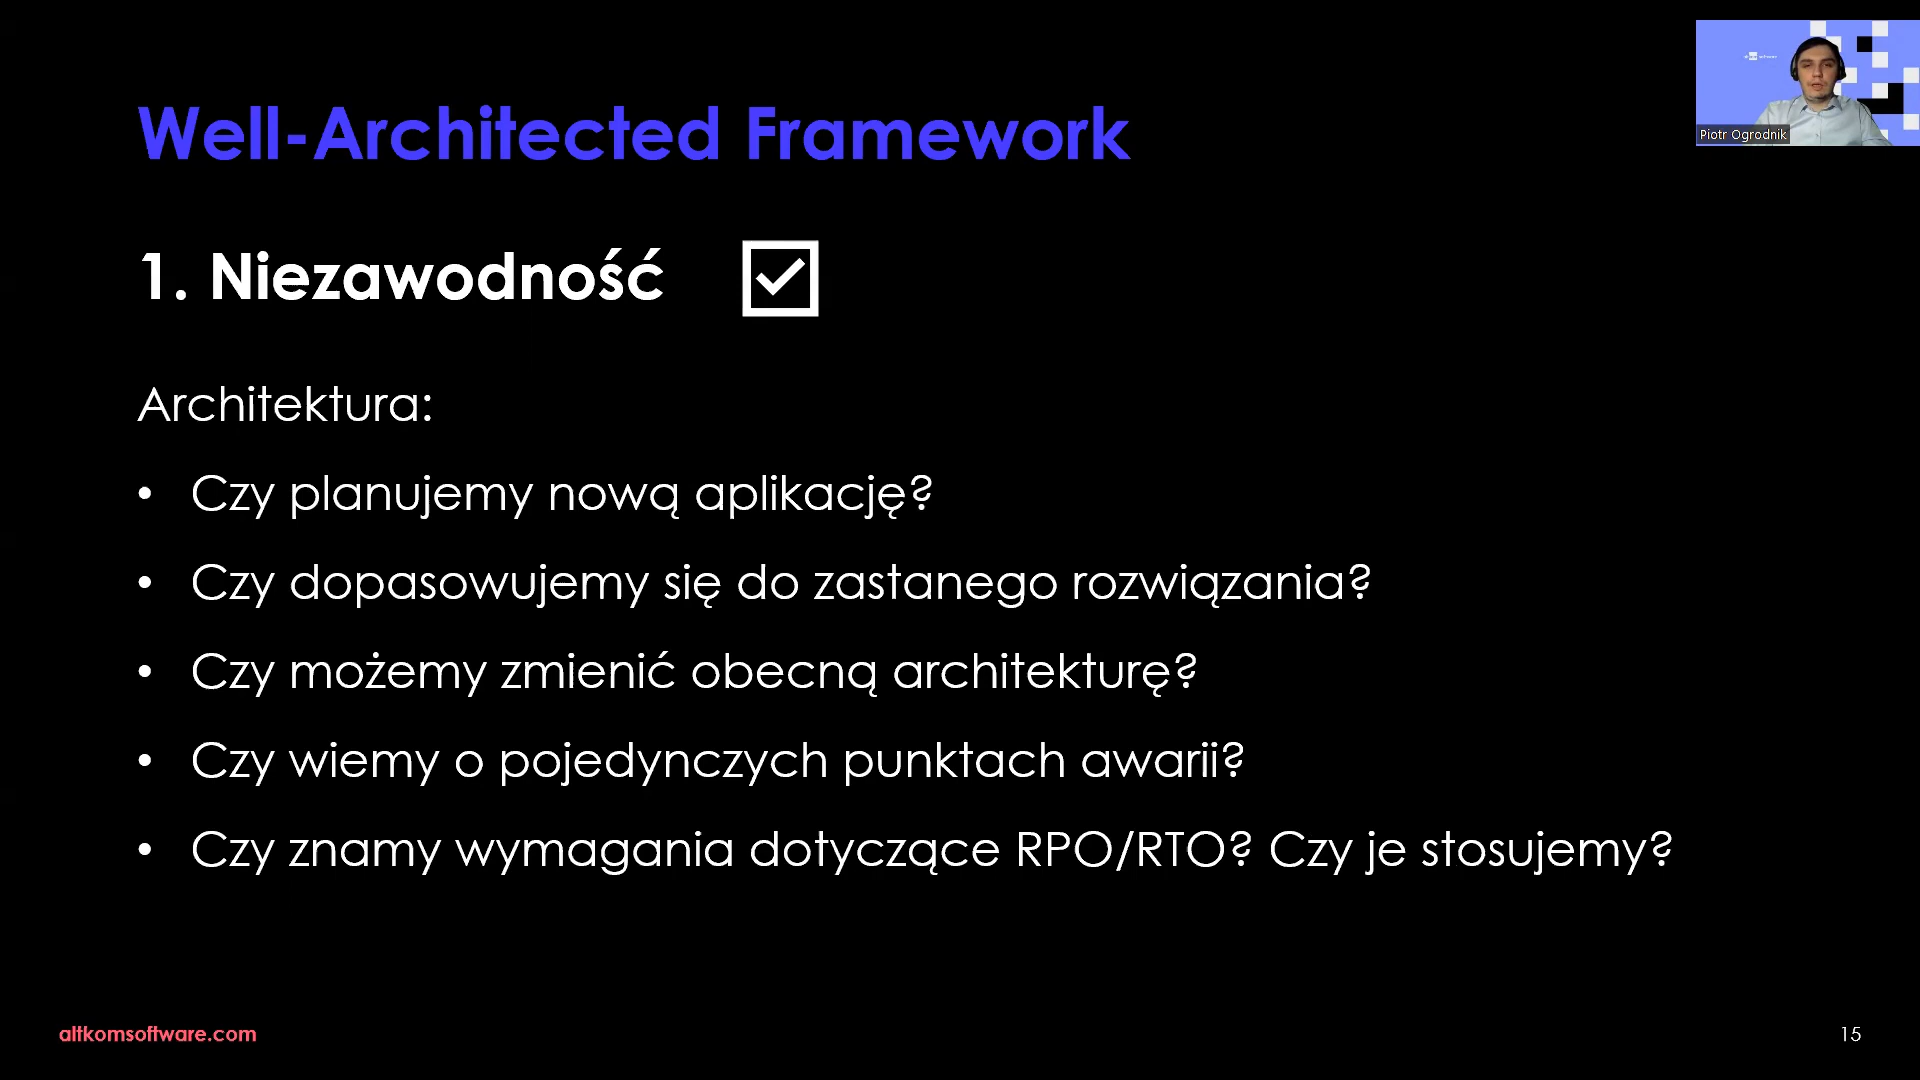 Well-Architected Framework
Piotr Ogrodnik
1. Niezawodność
Architektura:
• Czy planujemy nową aplikację?
• Czy dopasowujemy się do zastanego rozwiązania?
• Czy możemy zmienić obecną architekturę?
• Czy wiemy o pojedynczych punktach awarii?
• Czy znamy wymagania dotyczące RPO/RTO? Czy je stosujemy?
altkomsoftware.com
15